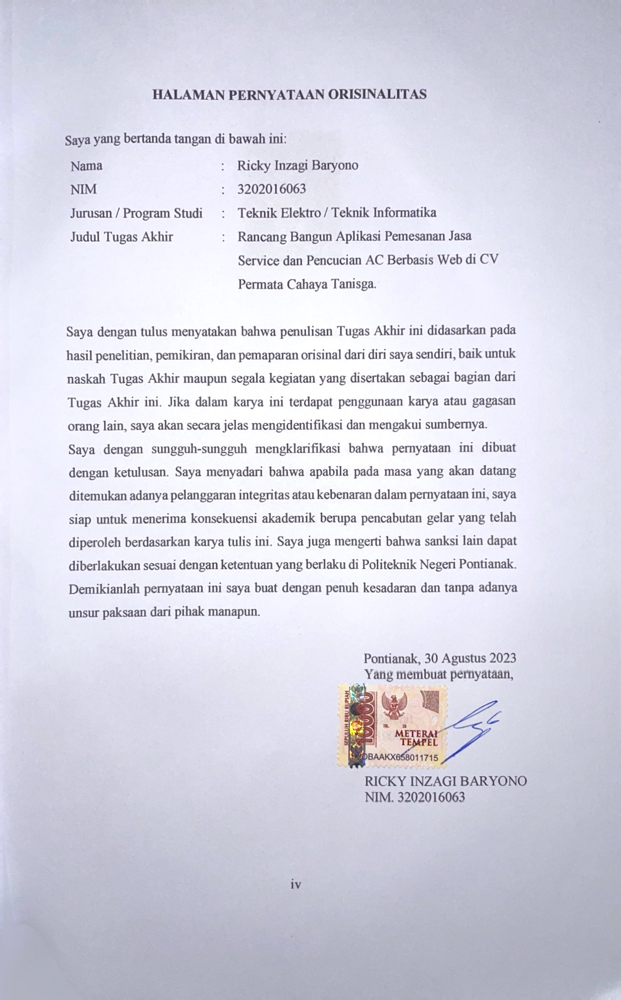 HALAMAN PERNYATAAN ORISINALITAS
Saya yang bertanda tangan di bawah ini:
Nama : Ricky Inzagi Baryono
NIM : 3202016063
Jurusan / Program Studi : Teknik Elektro / Teknik Informatika
Judul Tugas Akhir : Rancang Bangun Aplikasi Pemesanan Jasa
Service dan Pencucian AC Berbasis Web di CV
Permata Cahaya Tanisga.
Saya dengan tulus menyatakan bahwa penulisan Tugas Akhir ini didasarkan pada
hasil penelitian, pemikiran, dan pemaparan orisinal dari diri saya sendiri, baik untuk
naskah Tugas Akhir maupun segala kegiatan yang disertakan sebagai bagian dari
Tugas Akhir ini. Jika dalam karya ini terdapat penggunaan karya atau gagasan
orang lain, saya akan secara jelas mengidentifikasi dan mengakui sumbernya.
Saya dengan sungguh-sungguh mengklarifikasi bahwa pernyataan ini dibuat
dengan ketulusan. Saya menyadari bahwa apabila pada masa yang akan datang
ditemukan adanya pelanggaran integritas atau kebenaran dalam pernyataan ini, saya
siap untuk menerima konsekuensi akademik berupa pencabutan gelar yang telah
diperoleh berdasarkan karya tulis ini. Saya juga mengerti bahwa sanksi lain dapat
diberlakukan sesuai dengan ketentuan yang berlaku di Politeknik Negeri Pontianak.
Demikianlah pernyataan ini saya buat dengan penuh kesadaran dan tanpa adanya
unsur paksaan dari pihak manapun.
Pontianak, 30 Agustus 2023
Yang membuat pernyataan,
SEPULUH RIBU RUPIAH
10000
TGL. 20
METERAI
TEMPEL
DBAAKX658011715
RICKY INZAGI BARYONO
NIM. 3202016063
iv